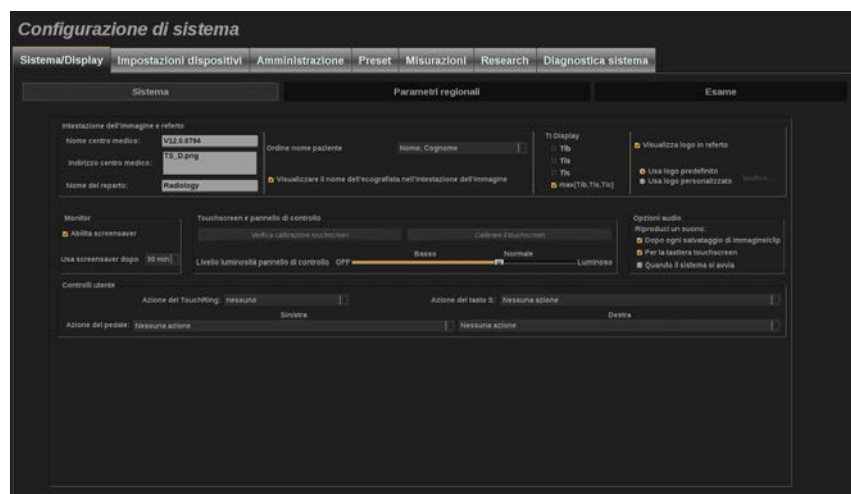 Configurazione di sistema
Sistema/Display Impostazioni dispositivi Amministrazione Preset Misurazioni Research Diagnostica sistema
Sistema Parametri regionali Esame
Intestazione dell'immagine e referto
Nome centro medico: V12.0.0794
Indirizzo centro medico: TS_D.png
Nome del reparto: Radiology
Ordine nome paziente Nome, Cognome
Visualizzare il nome dell'ecografista nell'intestazione dell'immagine
TI Display
TIb
TIs
TIc
max(TIb,TIs,TIc)
Visualizza logo in referto
Usa logo predefinito
Usa logo personalizzato Modifica...
Monitor
Abilita screensaver
Usa screensaver dopo 30 min
Touchscreen e pannello di controllo
Verifica calibrazione touchscreen Calibrare il touchscreen
Basso Normale
Livello luminosità pannello di controllo OFF Luminoso
Opzioni audio
Riproduci un suono:
Dopo ogni salvataggio di immagine/clip
Per la tastiera touchscreen
Quando il sistema si avvia
Controlli utente
Azione del TouchRing: nessuno Azione del tasto S: Nessuna azione
Sinistra Destra
Azione del pedale: Nessuna azione Nessuna azione